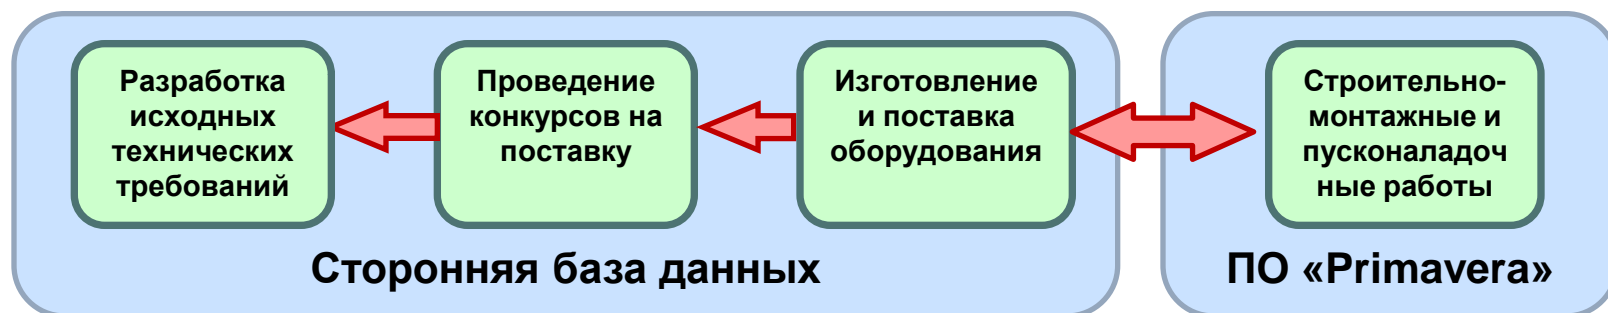 Разработка
исходных
технических
требований
Проведение
конкурсов на
поставку
Изготовление
и поставка
оборудования
Строительно-
монтажные и
пусконаладоч
ные работы
Сторонняя база данных
ПО «Primavera»